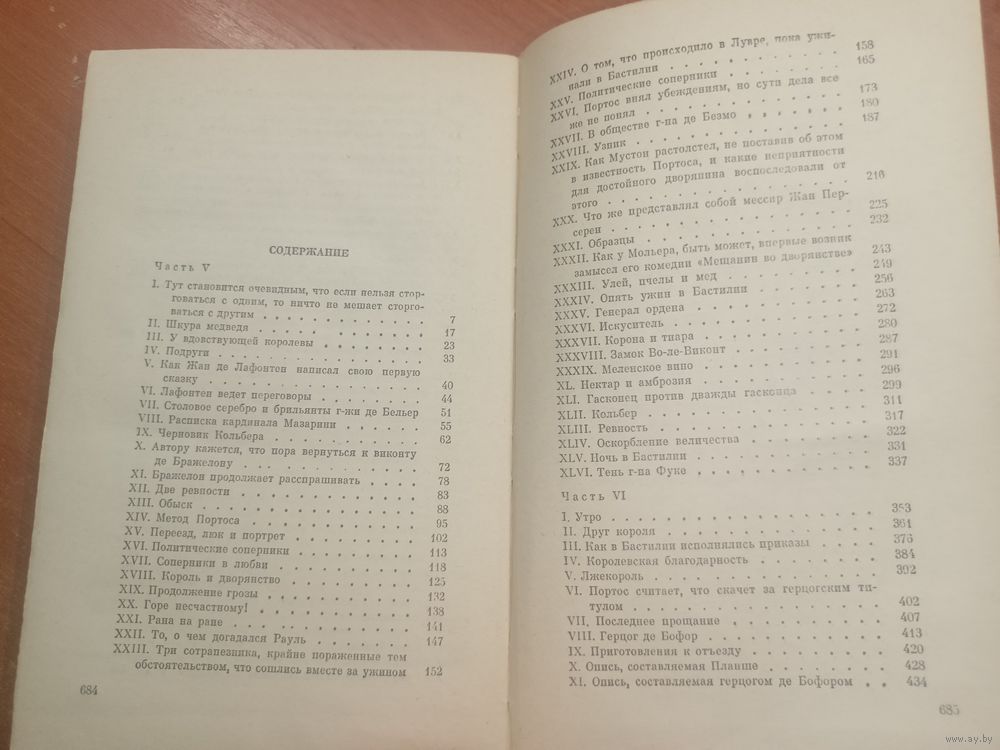 СОДЕРЖАНИЕ
Часть V
I. Тут становится очевидным, что если нельзя стор-
говаться с одним, то ничто не мешает сторго-
ваться с другим . . . . . . . . . . . 7
II. Шкура медведя . . . . . . . . . . . 17
III. У вдовствующей королевы . . . . . . . 23
IV. Подруги . . . . . . . . . . . . . 33
V. Как Жан де Лафонтен написал свою первую
сказку . . . . . . . . . . . . . . 40
VI. Лафонтен ведет переговоры . . . . . . 44
VII. Столовое серебро и брильянты г-жи де Бельер 51
VIII. Расписка кардинала Мазарини . . . . . 55
IX. Черновик Кольбера . . . . . . . . . 62
X. Автору кажется, что пора вернуться к виконту
де Бражелону . . . . . . . . . . . 72
XI. Бражелон продолжает расспрашивать . . . . 78
XII. Две ревности . . . . . . . . . . . 83
XIII. Обыск . . . . . . . . . . . . . . 88
XIV. Метод Портоса . . . . . . . . . . 95
XV. Переезд, люк и портрет . . . . . . . . 102
XVI. Политические соперники . . . . . . . 113
XVII. Соперники в любви . . . . . . . . . 118
XVIII. Король и дворянство . . . . . . . . 125
XIX. Продолжение грозы . . . . . . . . . 132
XX. Горе несчастному! . . . . . . . . . 138
XXI. Рана на ране . . . . . . . . . . . 141
XXII. То, о чем догадался Рауль . . . . . . 147
XXIII. Три сотрапезника, крайне пораженные тем
обстоятельством, что сошлись вместе за ужином 152
684
XXIV. О том, что происходило в Лувре, пока ужи-
нали в Бастилии . . . . . . . . . . 158
XXV. Политические соперники . . . . . . . 165
XXVI. Портос внял убеждениям, но сути дела все
же не понял . . . . . . . . . . . . 173
XXVII. В обществе г-на де Безмо . . . . . . 180
XXVIII. Узник . . . . . . . . . . . . . 187
XXIX. Как Мустон растолстел, не поставив об этом
в известность Портоса, и какие неприятности
для достойного дворянина воспоследовали от
этого . . . . . . . . . . . . . . 216
XXX. Что же представлял собой мессир Жан Пер-
серен . . . . . . . . . . . . . . 225
XXXI. Образцы . . . . . . . . . . . . 232
XXXII. Как у Мольера, быть может, впервые возник
замысел его комедии «Мещанин во дворянстве» 243
XXXIII. Улей, пчелы и мед . . . . . . . . 249
XXXIV. Опять ужин в Бастилии . . . . . . . 256
XXXV. Генерал ордена . . . . . . . . . . 263
XXXVI. Искуситель . . . . . . . . . . . 272
XXXVII. Корона и тиара . . . . . . . . . 280
XXXVIII. Замок Во-ле-Виконт . . . . . . . 287
XXXIX. Меленское вино . . . . . . . . . 291
XL. Нектар и амброзия . . . . . . . . . 296
XLI. Гасконец против дважды гасконца . . . . 299
XLII. Кольбер . . . . . . . . . . . . 311
XLIII. Ревность . . . . . . . . . . . . 317
XLIV. Оскорбление величества . . . . . . . 322
XLV. Ночь в Бастилии . . . . . . . . . . 331
XLVI. Тень г-на Фуке . . . . . . . . . . 337
Часть VI
I. Утро . . . . . . . . . . . . . . . 353
II. Друг короля . . . . . . . . . . . . 361
III. Как в Бастилии исполнялись приказы . . . . 376
IV. Королевская благодарность . . . . . . . 384
V. Лжекороль . . . . . . . . . . . . . 392
VI. Портос считает, что скачет за герцогским ти-
тулом . . . . . . . . . . . . . . 402
VII. Последнее прощание . . . . . . . . . 407
VIII. Герцог де Бофор . . . . . . . . . . 413
IX. Приготовления к отъезду . . . . . . . 420
X. Опись, составляемая Планше . . . . . . 428
XI. Опись, составляемая герцогом де Бофором . . 434
685
www.ay.by